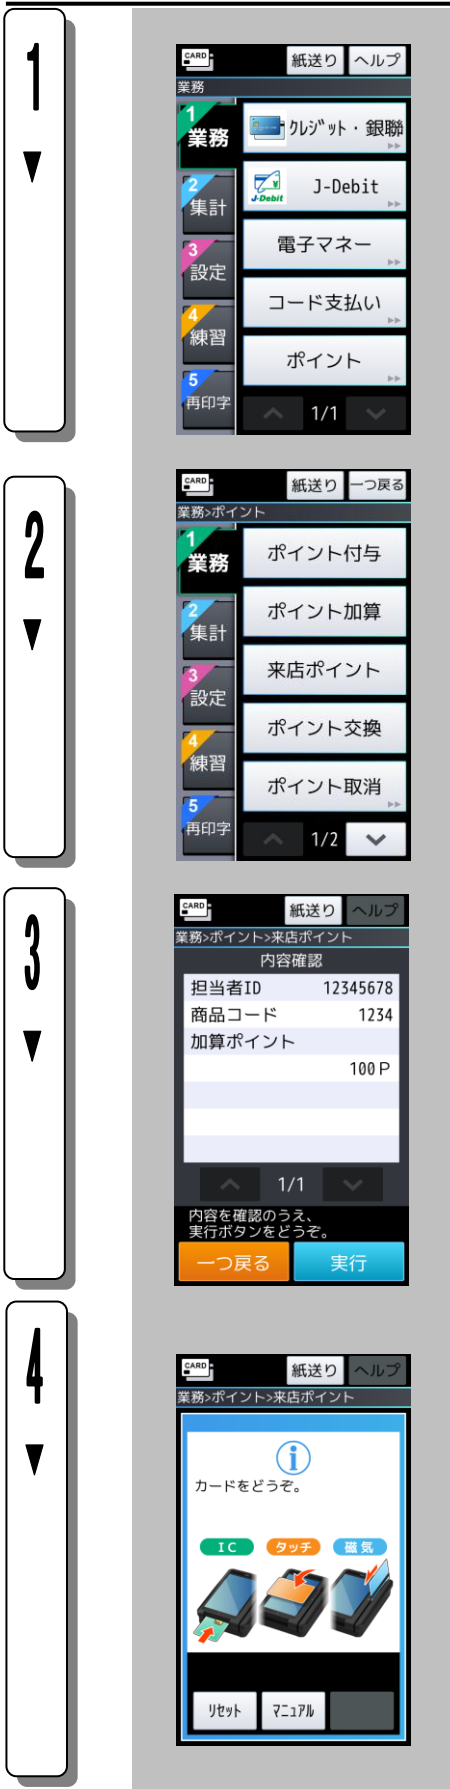 1
▼
CARD
紙送り ヘルプ
業務
1 業務
クレジット・銀聯
2 集計
J-Debit J-Debit
3 設定
電子マネー
4 練習
コード支払い
5 再印字
ポイント
1/1
2
▼
CARD
紙送り 一つ戻る
業務>ポイント
1 業務
ポイント付与
2 集計
ポイント加算
3 設定
来店ポイント
4 練習
ポイント交換
5 再印字
ポイント取消
1/2
3
▼
CARD
紙送り ヘルプ
業務>ポイント>来店ポイント
内容確認
担当者ID 12345678
商品コード 1234
加算ポイント
100P
1/1
内容を確認のうえ、
実行ボタンをどうぞ。
一つ戻る 実行
4
▼
CARD
紙送り ヘルプ
業務>ポイント>来店ポイント
カードをどうぞ。
IC タッチ 磁気
リセット マニュアル